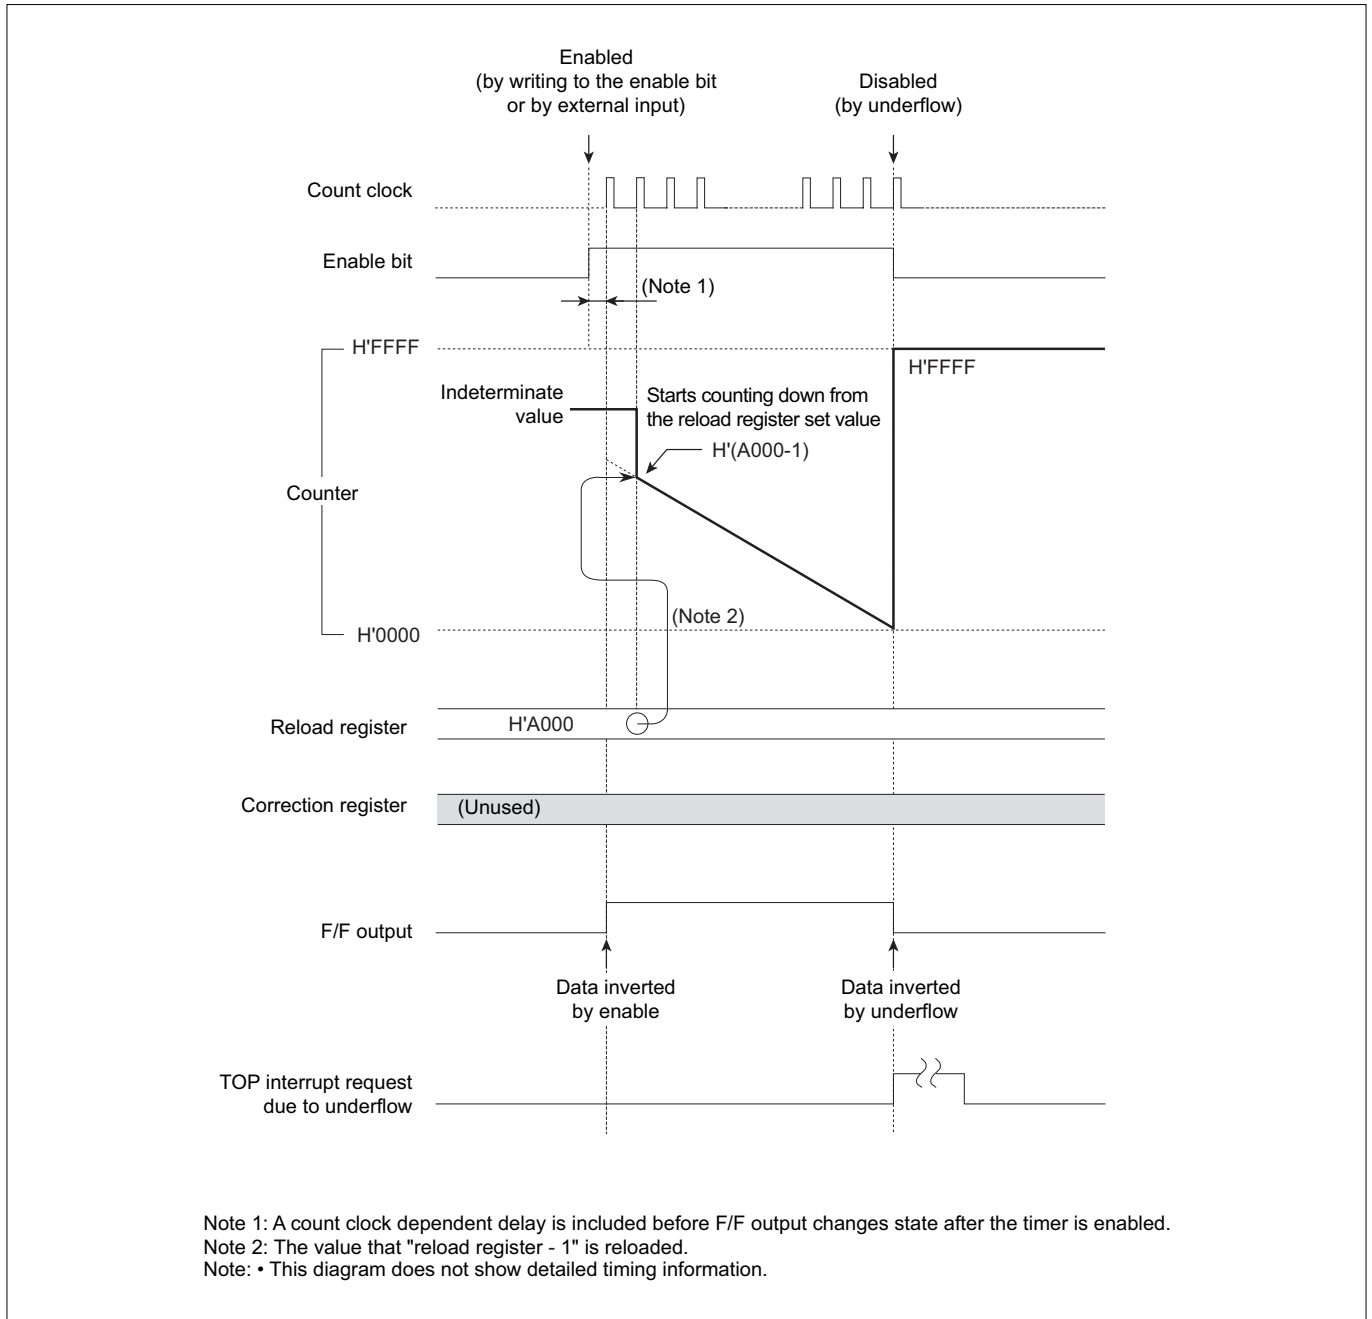 Enabled
(by writing to the enable bit
or by external input)
Disabled
(by underflow)
Count clock
Enable bit
(Note 1)
H'FFFF
H'FFFF
Indeterminate
value
Starts counting down from
the reload register set value
H'(A000-1)
Counter
(Note 2)
H'0000
Reload register
H'A000
Correction register
(Unused)
F/F output
Data inverted
by enable
Data inverted
by underflow
TOP interrupt request
due to underflow
Note 1: A count clock dependent delay is included before F/F output changes state after the timer is enabled.
Note 2: The value that "reload register - 1" is reloaded.
Note: • This diagram does not show detailed timing information.